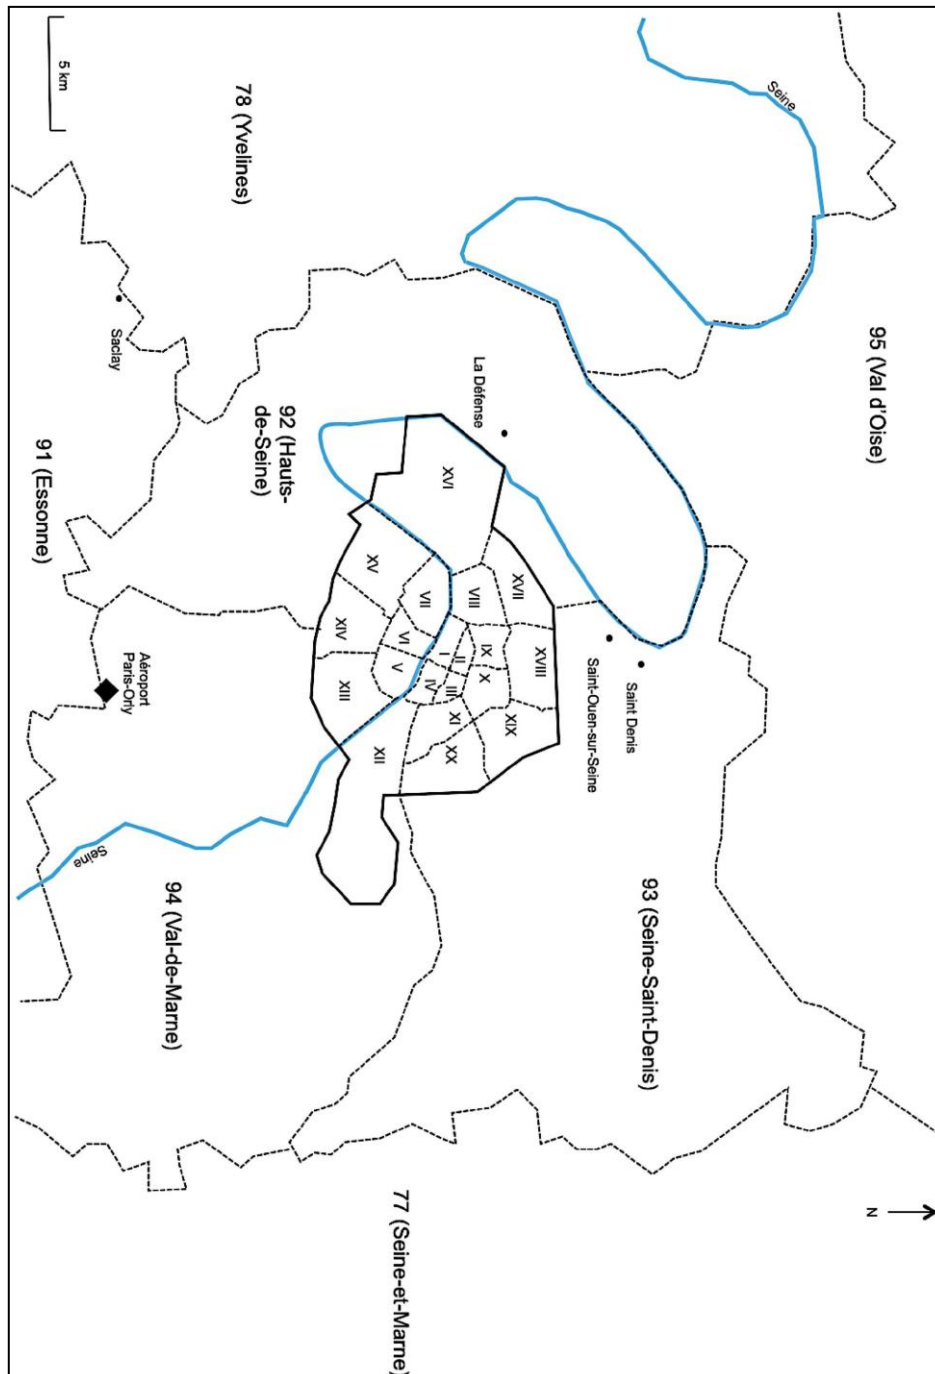 95 (Val d'Oise)
N
Seine
93 (Seine-Saint-Denis)
Saint Denis
Saint-Ouen-sur-Seine
XVIII
XVII
XIX
IX
X
La Défense
VIII
II
XI
III
XVI
XX
I
IV
VII
VI
77 (Seine-et-Marne)
V
XII
XV
XIV
XIII
92 (Hauts-
de-Seine)
78 (Yvelines)
94 (Val-de-Marne)
Aéroport
Paris-Orly
Saclay
Seine
5 km
91 (Essonne)